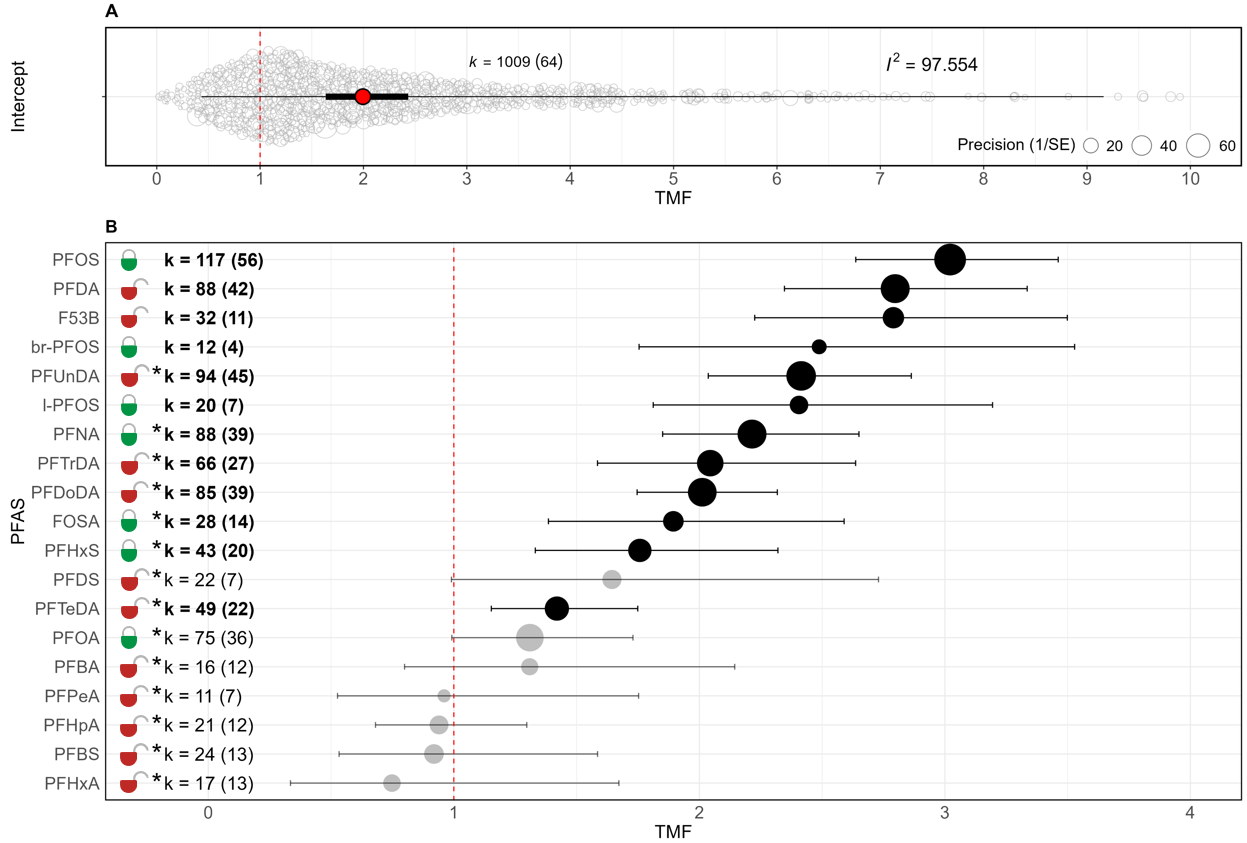 A
Intercept
k = 1009 (64)
I² = 97.554
Precision (1/SE) 20 40 60
0 1 2 3 4 5 6 7 8 9 10
TMF
B
PFAS
PFOS k = 117 (56)
PFDA k = 88 (42)
F53B k = 32 (11)
br-PFOS k = 12 (4)
PFUnDA * k = 94 (45)
l-PFOS k = 20 (7)
PFNA * k = 88 (39)
PFTrDA * k = 66 (27)
PFDoDA * k = 85 (39)
FOSA * k = 28 (14)
PFHxS * k = 43 (20)
PFDS * k = 22 (7)
PFTeDA * k = 49 (22)
PFOA * k = 75 (36)
PFBA * k = 16 (12)
PFPeA * k = 11 (7)
PFHpA * k = 21 (12)
PFBS * k = 24 (13)
PFHxA * k = 17 (13)
0 1 2 3 4
TMF